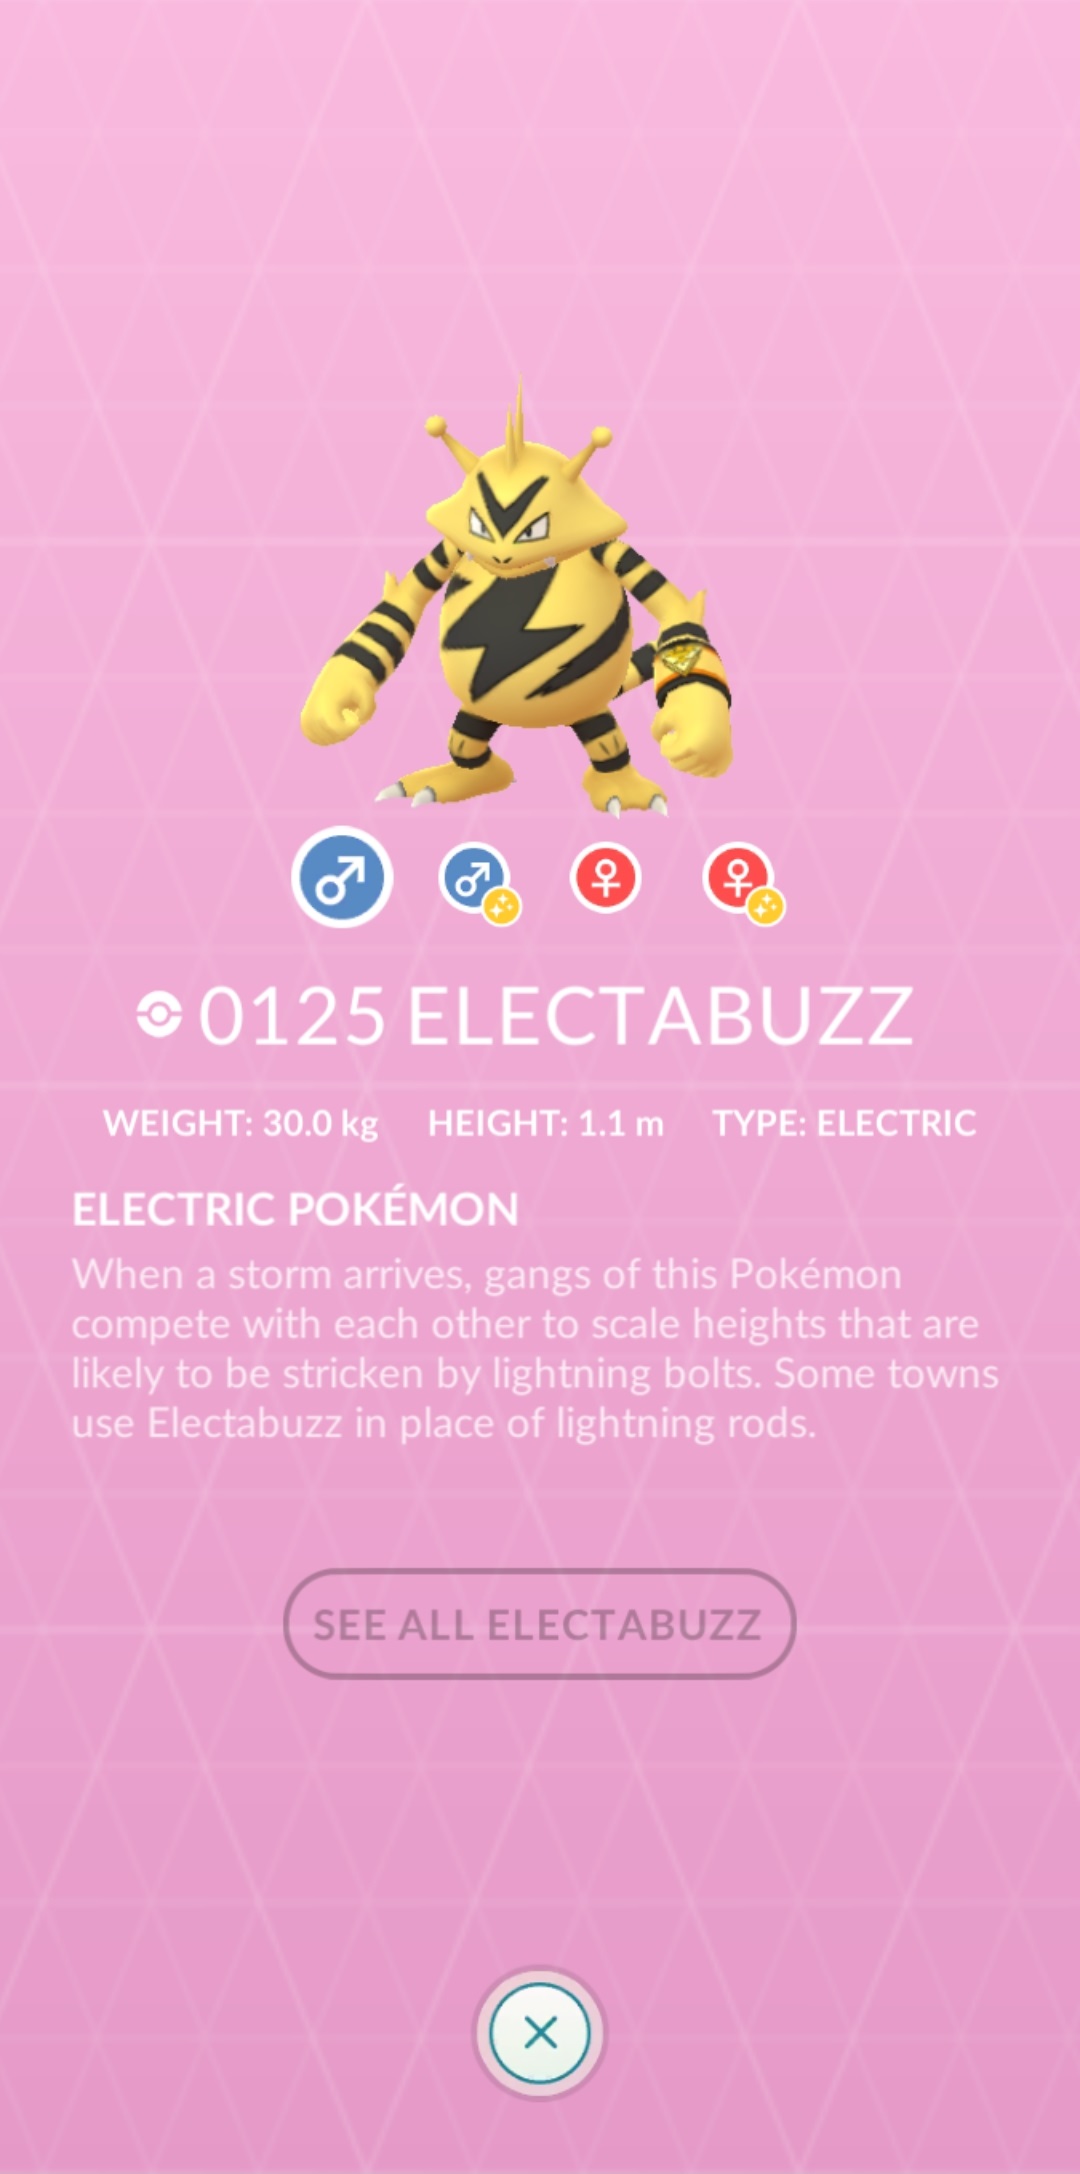 0125 ELECTABUZZ
WEIGHT: 30.0 kg HEIGHT: 1.1 m TYPE: ELECTRIC
ELECTRIC POKÉMON
When a storm arrives, gangs of this Pokémon
compete with each other to scale heights that are
likely to be stricken by lightning bolts. Some towns
use Electabuzz in place of lightning rods.
SEE ALL ELECTABUZZ